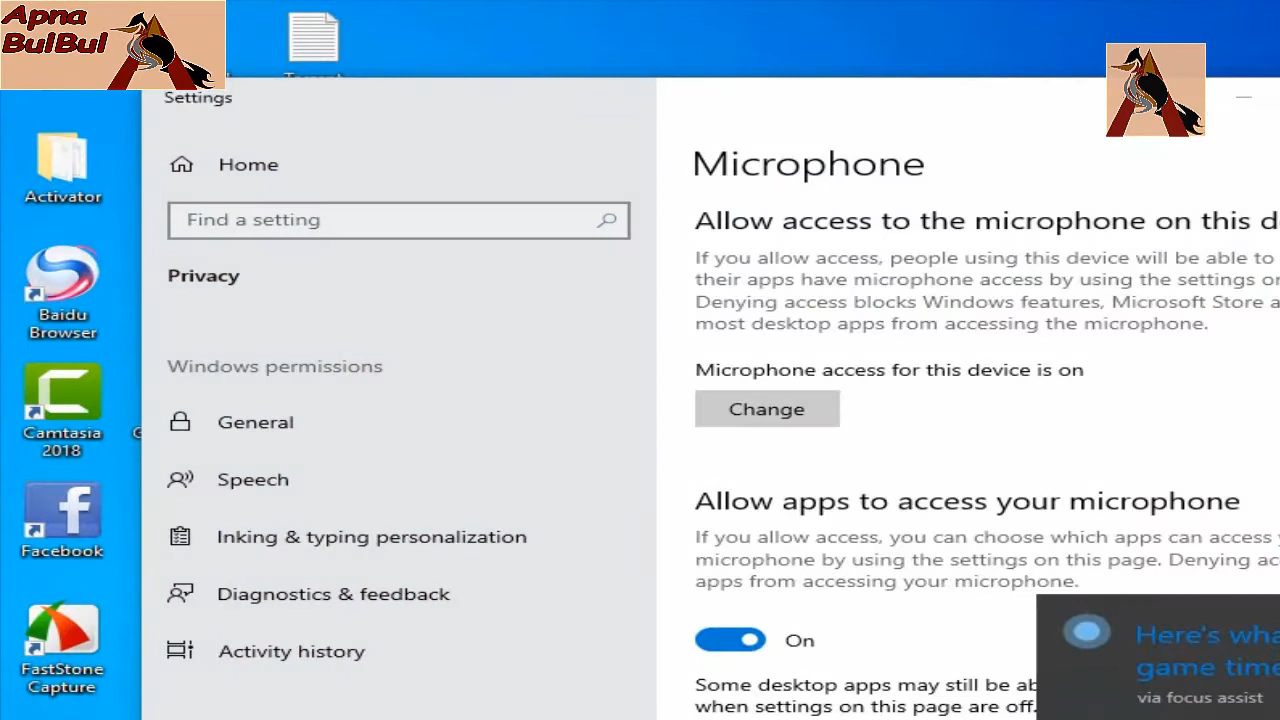 Apna
BulBul
Activator
Baidu
Browser
Camtasia
2018
Facebook
FastStone
Capture
Settings
Home
Find a setting
Privacy
Windows permissions
General
Speech
Inking & typing personalization
Diagnostics & feedback
Activity history
Microphone
Allow access to the microphone on this d
If you allow access, people using this device will be able to
their apps have microphone access by using the settings or
Denying access blocks Windows features, Microsoft Store a
most desktop apps from accessing the microphone.
Microphone access for this device is on
Change
Allow apps to access your microphone
If you allow access, you can choose which apps can access
microphone by using the settings on this page. Denying acc
apps from accessing your microphone.
On
Some desktop apps may still be ab
when settings on this page are off.
Here's wha
game time
via focus assist